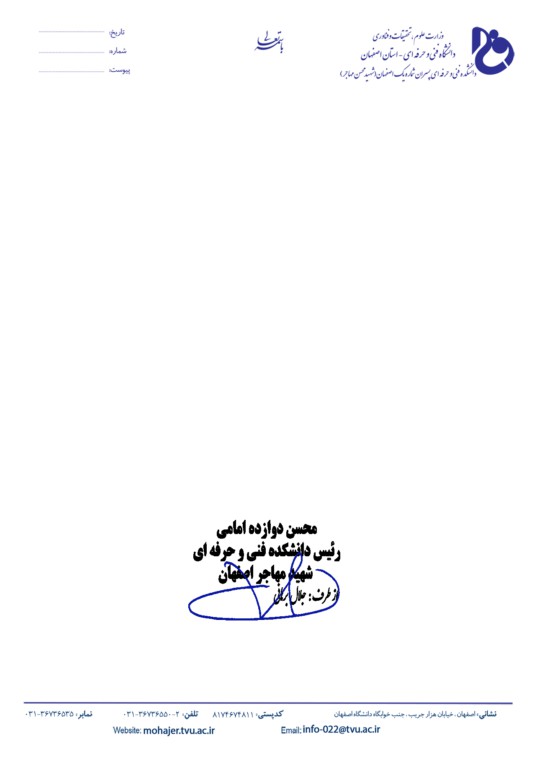 وزارت علوم، تحقیقات و فناوری
دانشگاه فنی و حرفه ای - استان اصفهان
دانشکده فنی و حرفه ای پسران شماره یک اصفهان (شهید محسن مهاجر)
باسمه تعالی
تاریخ:
شماره:
پیوست:
محسن دوازده امامی
رئیس دانشکده فنی و حرفه ای
شهید مهاجر اصفهان
از طرف: جلال
نشانی: اصفهان، خیابان هزار جریب، جنب خوابگاه دانشگاه اصفهان کدپستی: ۸۱۷۴۶۷۴۸۱۱ تلفن: ۲-۰۳۱-۳۶۷۳۶۵۵۰ نمابر: ۰۳۱-۳۶۷۳۶۵۳۵
Website: mohajer.tvu.ac.ir Email: info-022@tvu.ac.ir